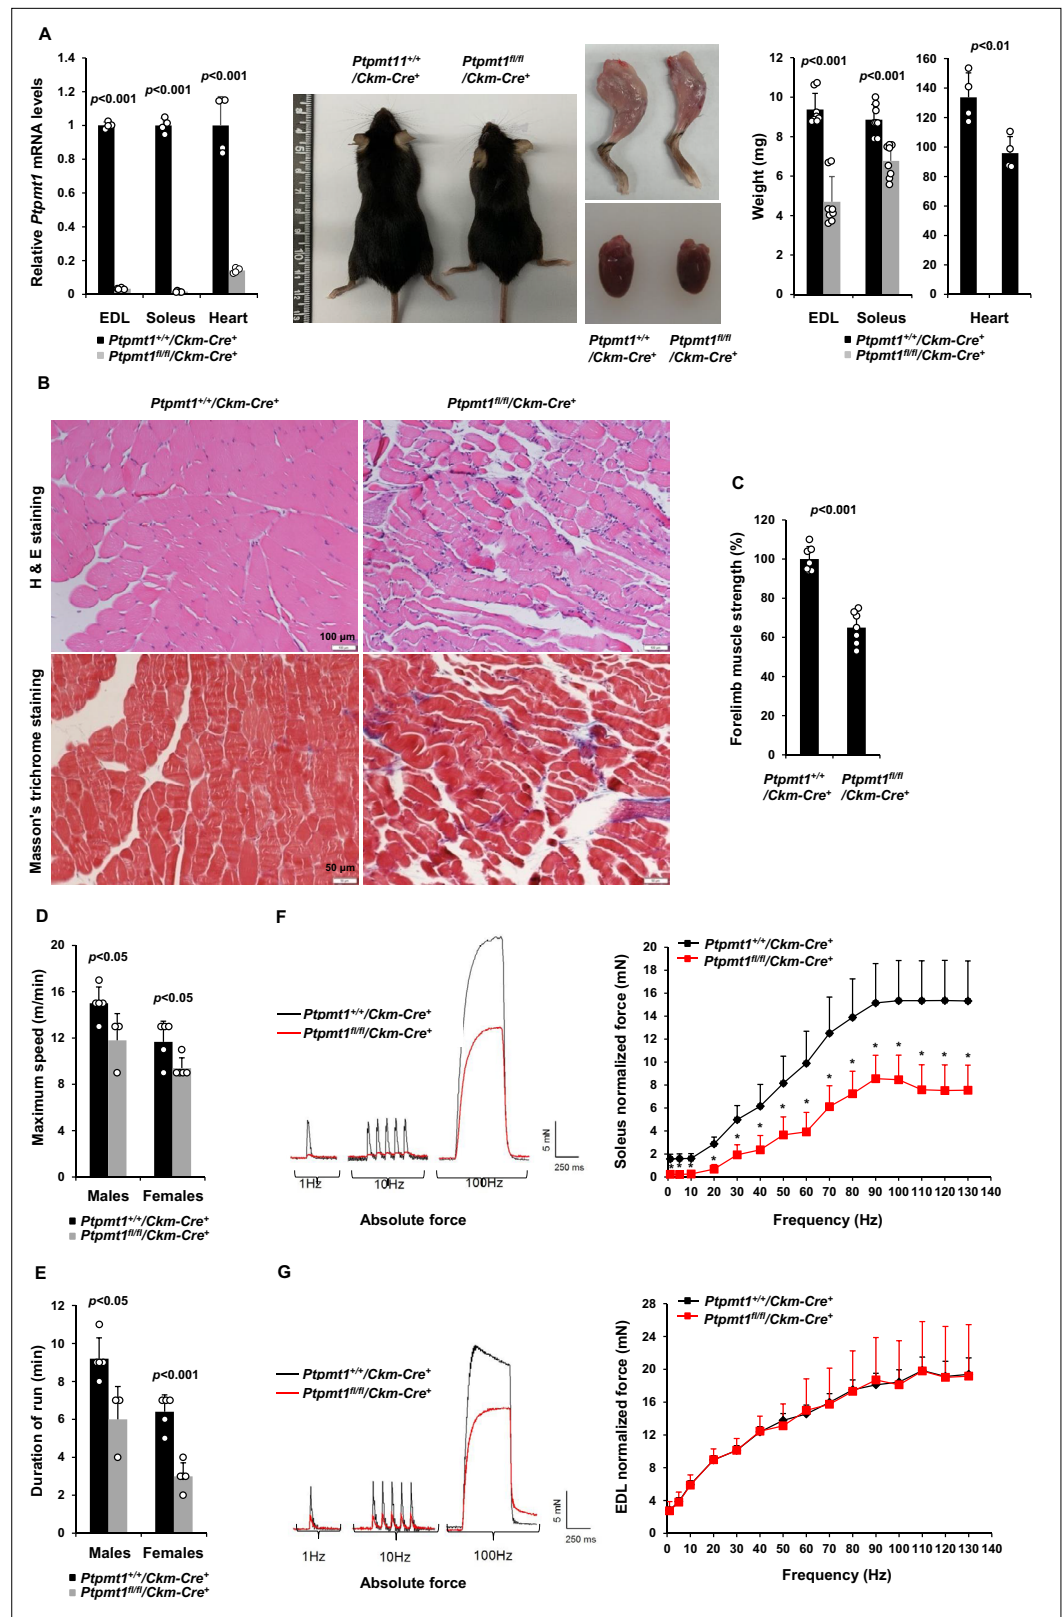 A
1.4
1.2
1
0.8
0.6
0.4
0.2
0
Relative Ptpmt1 mRNA levels
p<0.001
p<0.001
p<0.001
EDL Soleus Heart
Ptpmt1+/+/Ckm-Cre+
Ptpmt1fl/fl/Ckm-Cre+
Ptpmt11+/+
/Ckm-Cre+
Ptpmt1fl/fl
/Ckm-Cre+
Ptpmt1+/+
/Ckm-Cre+
Ptpmt1fl/fl
/Ckm-Cre+
Weight (mg)
12
10
8
6
4
2
0
p<0.001
p<0.001
EDL Soleus
160
140
120
100
80
60
40
20
0
p<0.01
Heart
Ptpmt1+/+/Ckm-Cre+
Ptpmt1fl/fl/Ckm-Cre+
B
Ptpmt1+/+/Ckm-Cre+
Ptpmt1fl/fl/Ckm-Cre+
H & E staining
100 µm
Masson's trichrome staining
50 µm
C
Forelimb muscle strength (%)
120
100
80
60
40
20
0
p<0.001
Ptpmt1+/+
/Ckm-Cre+
Ptpmt1fl/fl
/Ckm-Cre+
D
Maximum speed (m/min)
20
16
12
8
4
0
p<0.05
p<0.05
Males Females
Ptpmt1+/+/Ckm-Cre+
Ptpmt1fl/fl/Ckm-Cre+
E
Duration of run (min)
12
10
8
6
4
2
0
p<0.05
p<0.001
Males Females
Ptpmt1+/+/Ckm-Cre+
Ptpmt1fl/fl/Ckm-Cre+
F
Ptpmt1+/+/Ckm-Cre+
Ptpmt1fl/fl/Ckm-Cre+
1Hz
10Hz
100Hz
5 mN
250 ms
Absolute force
Soleus normalized force (mN)
20
18
16
14
12
10
8
6
4
2
0
Ptpmt1+/+/Ckm-Cre+
Ptpmt1fl/fl/Ckm-Cre+
* * * * * * * * * * * * * * *
0 10 20 30 40 50 60 70 80 90 100 110 120 130 140
Frequency (Hz)
G
Ptpmt1+/+/Ckm-Cre+
Ptpmt1fl/fl/Ckm-Cre+
1Hz
10Hz
100Hz
5 mN
250 ms
Absolute force
EDL normalized force (mN)
28
24
20
16
12
8
4
0
Ptpmt1+/+/Ckm-Cre+
Ptpmt1fl/fl/Ckm-Cre+
0 10 20 30 40 50 60 70 80 90 100 110 120 130 140
Frequency (Hz)